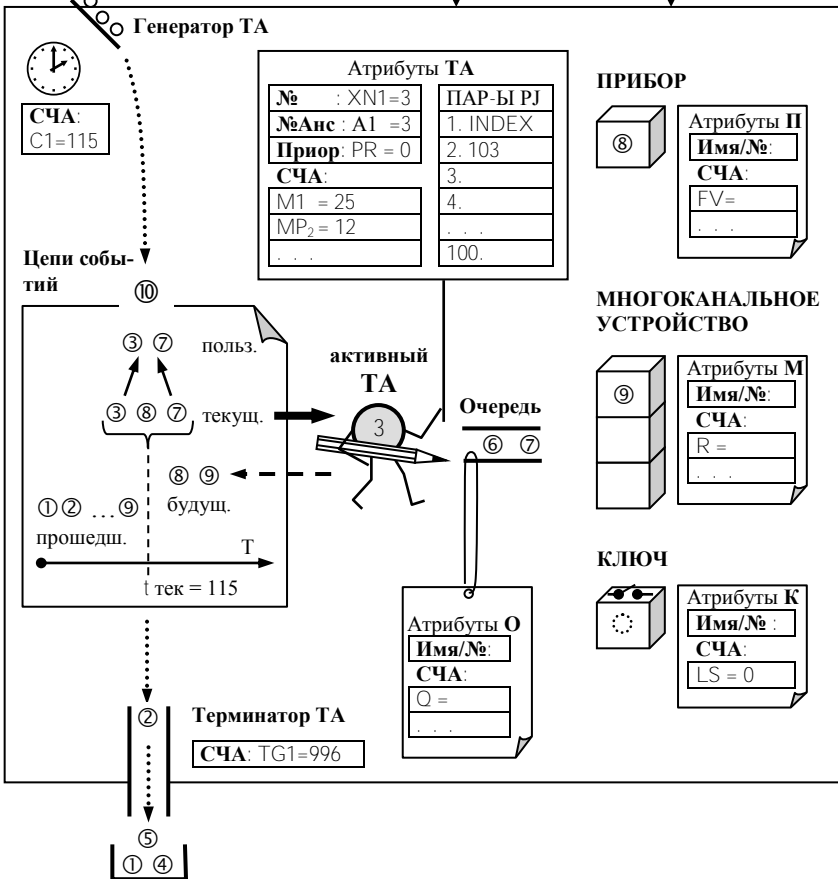 Генератор ТА
СЧА:
C1=115
Атрибуты ТА
№ : XN1=3
№Анс : A1 =3
Приор: PR = 0
СЧА:
M1 = 25
MP2 = 12
. . .
ПАР-Ы PJ
1. INDEX
2. 103
3.
4.
. . .
100.
ПРИБОР
⑧
Атрибуты П
Имя/№:
СЧА:
FV=
. . .
Цепи собы-
тий
⑩
③ ⑦ польз.
③ ⑧ ⑦ текущ.
⑧ ⑨
будущ.
①② …⑨
прошедш.
T
t тек = 115
активный
ТА
3
Очередь
⑥ ⑦
МНОГОКАНАЛЬНОЕ
УСТРОЙСТВО
⑨
Атрибуты М
Имя/№:
СЧА:
R =
. . .
КЛЮЧ
Атрибуты К
Имя/№ :
СЧА:
LS = 0
Атрибуты О
Имя/№:
СЧА:
Q =
. . .
②
Терминатор ТА
СЧА: TG1=996
⑤
① ④